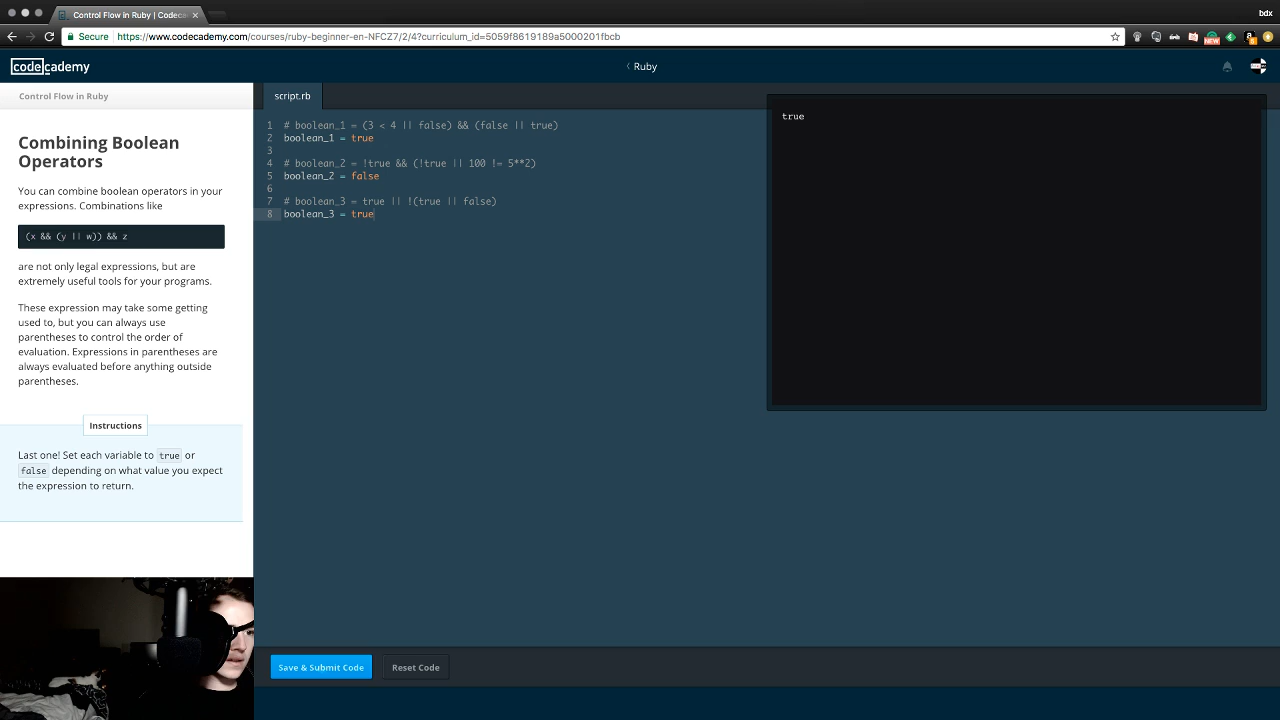 Control Flow in Ruby | Codeca
bdx
Secure https://www.codecademy.com/courses/ruby-beginner-en-NFCZ7/2/4?curriculum_id=5059f8619189a5000201fbcb
codecademy
Ruby
Control Flow in Ruby
script.rb
Combining Boolean
Operators
You can combine boolean operators in your
expressions. Combinations like
(x && (y || w)) && z
are not only legal expressions, but are
extremely useful tools for your programs.
These expression may take some getting
used to, but you can always use
parentheses to control the order of
evaluation. Expressions in parentheses are
always evaluated before anything outside
parentheses.
Instructions
Last one! Set each variable to true or
false depending on what value you expect
the expression to return.
1 # boolean_1 = (3 < 4 || false) && (false || true)
2 boolean_1 = true
3
4 # boolean_2 = !true && (!true || 100 != 5**2)
5 boolean_2 = false
6
7 # boolean_3 = true || !(true || false)
8 boolean_3 = true
true
Save & Submit Code
Reset Code